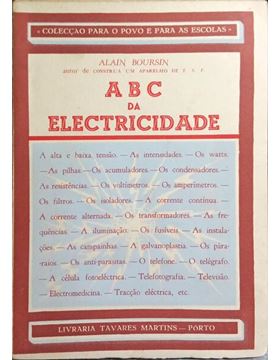 « COLECÇÃO PARA O POVO E PARA AS ESCOLAS »
ALAIN BOURSIN
autor de CONSTRUA UM APARELHO DE T. S. F.
A B C
DA
ELECTRICIDADE
A alta e baixa tensão. — As intensidades. — Os watts.
— As pilhas. — Os acumuladores. — Os condensadores. —
As resistências. — Os voltímetros. — Os amperímetros. —
Os filtros. — Os isoladores. — A corrente contínua. —
A corrente alternada. — Os transformadores. — As fre-
qüências. — A iluminação. — Os fusíveis. — As instala-
ções. — As campainhas. — A galvanoplastia. — Os pára-
-raios. — Os anti-parasitas. — O telefone. — O telégrafo.
— A célula fotoeléctrica. — Telefotografia. — Televisão.
— Electromedicina. — Tracção eléctrica, etc.
LIVRARIA TAVARES MARTINS — PORTO